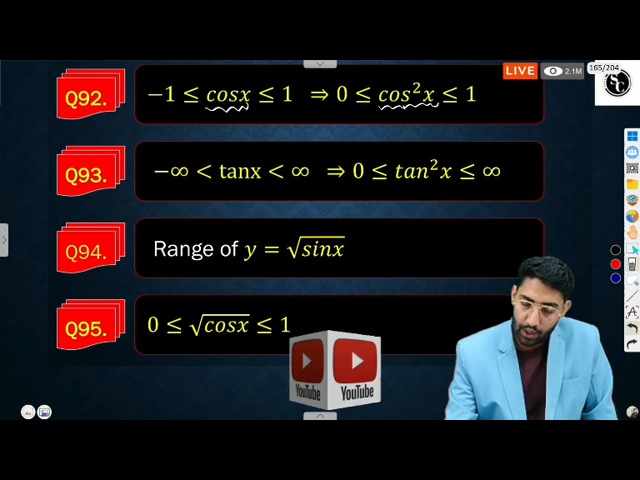 LIVE 2.1M 165/204
SC
Q92. −1 ≤ cosx ≤ 1 ⇒ 0 ≤ cos²x ≤ 1
Q93. −∞ < tanx < ∞ ⇒ 0 ≤ tan²x ≤ ∞
Q94. Range of y = √sinx
Q95. 0 ≤ √cosx ≤ 1
YouTube YouTube